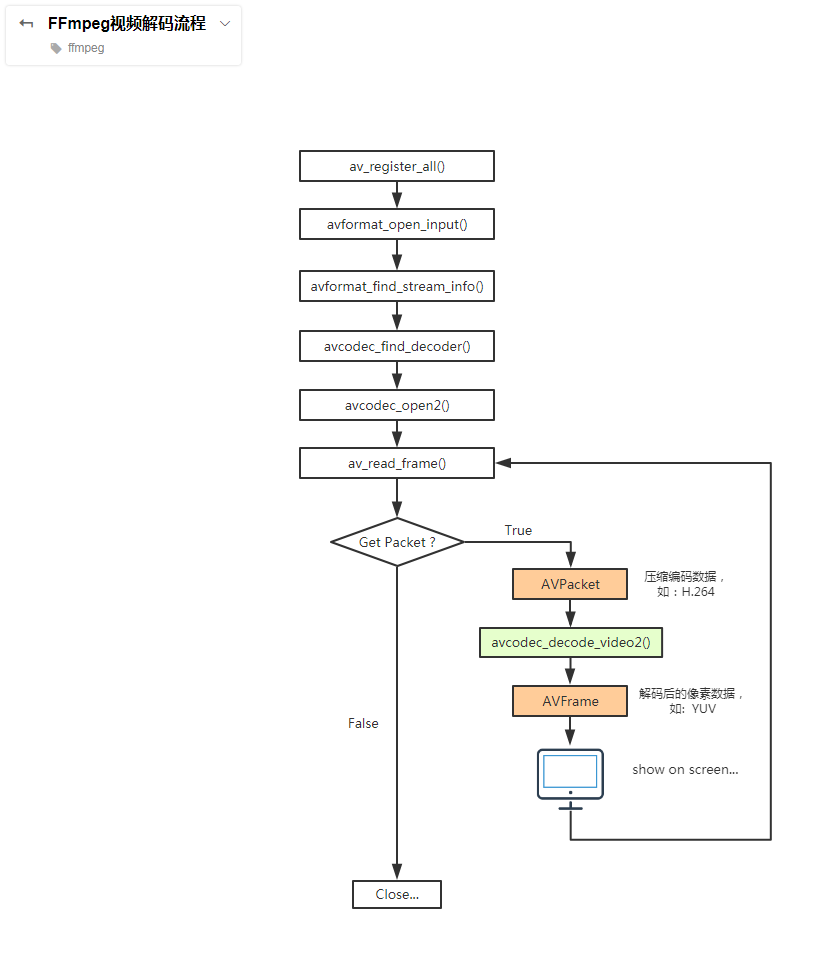 FFmpeg视频解码流程
ffmpeg
av_register_all()
avformat_open_input()
avformat_find_stream_info()
avcodec_find_decoder()
avcodec_open2()
av_read_frame()
Get Packet ?
True
AVPacket
压缩编码数据，
如：H.264
avcodec_decode_video2()
AVFrame
解码后的像素数据，
如: YUV
False
show on screen...
Close...